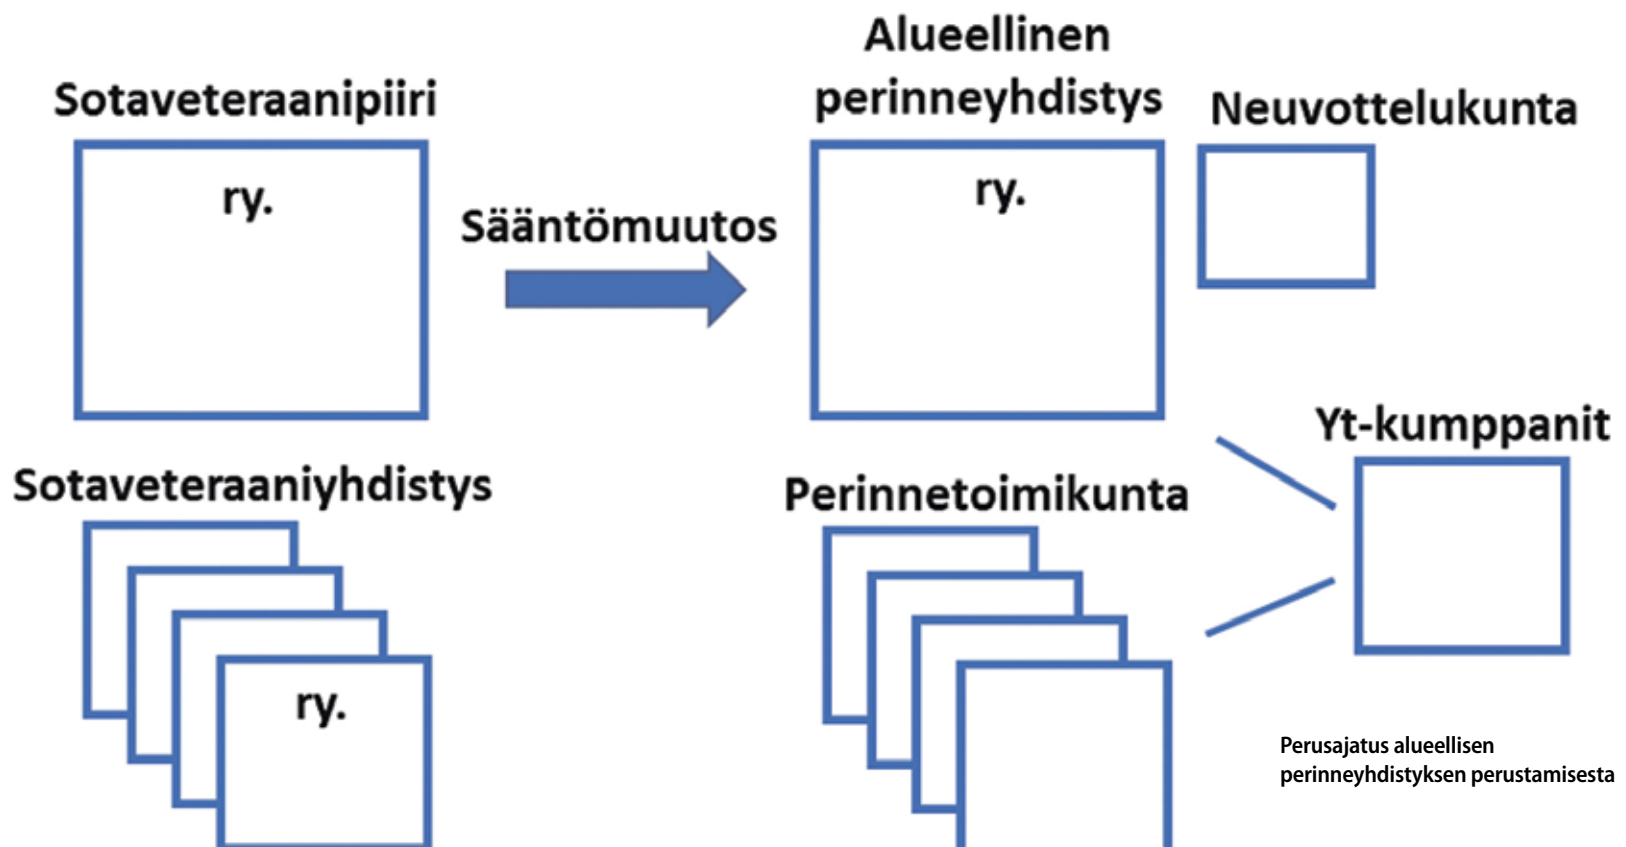 Sotaveteraanipiiri
ry.
Sääntömuutos
Alueellinen
perinneyhdistys
ry.
Neuvottelukunta
Yt-kumppanit
Sotaveteraaniyhdistys
ry.
Perinnetoimikunta
Perusajatus alueellisen
perinneyhdistyksen perustamisesta